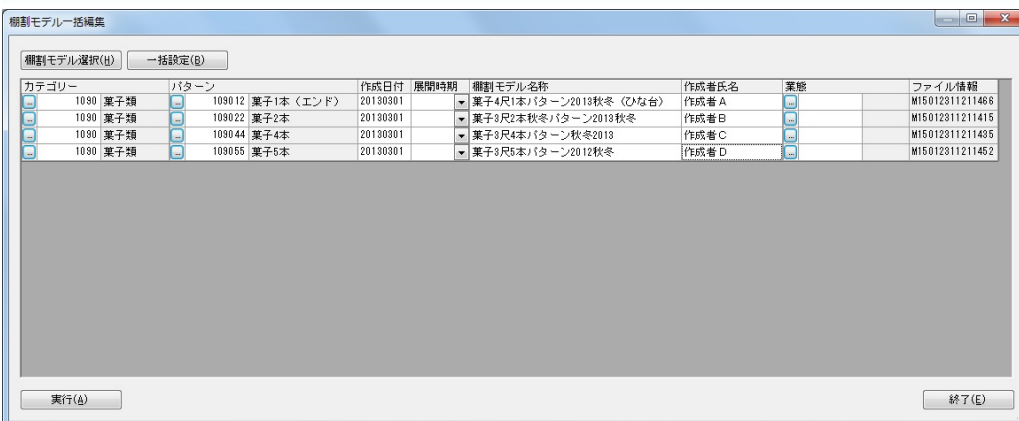 棚割モデル一括編集
棚割モデル選択(H) 一括設定(B)
カテゴリー パターン 作成日付 展開時期 棚割モデル名称 作成者氏名 業態 ファイル情報
... 1090 菓子類 ... 109012 菓子1本（エンド） 20130301 菓子4尺1本パターン2013秋冬（ひな台） 作成者A ... M15012311211466
... 1090 菓子類 ... 109022 菓子2本 20130301 菓子3尺2本秋冬パターン2013秋冬 作成者B ... M15012311211415
... 1090 菓子類 ... 109044 菓子4本 20130301 菓子3尺4本パターン秋冬2013 作成者C ... M15012311211435
... 1090 菓子類 ... 109055 菓子5本 20130301 菓子3尺5本パターン2012秋冬 作成者D ... M15012311211452
実行(A) 終了(E)